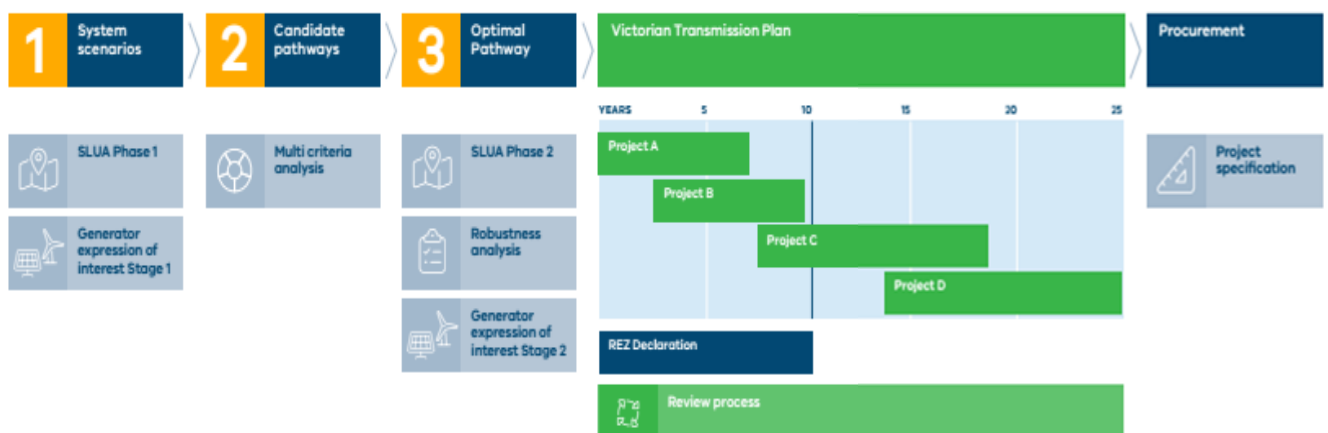 1
System
scenarios
2
Candidate
pathways
3
Optimal
Pathway
Victorian Transmission Plan
Procurement
YEARS 5 10 15 20 25
SLUA Phase 1
Generator
expression of
interest Stage 1
Multi criteria
analysis
SLUA Phase 2
Robustness
analysis
Generator
expression of
interest Stage 2
Project A
Project B
Project C
Project D
REZ Declaration
Review process
Project
specification